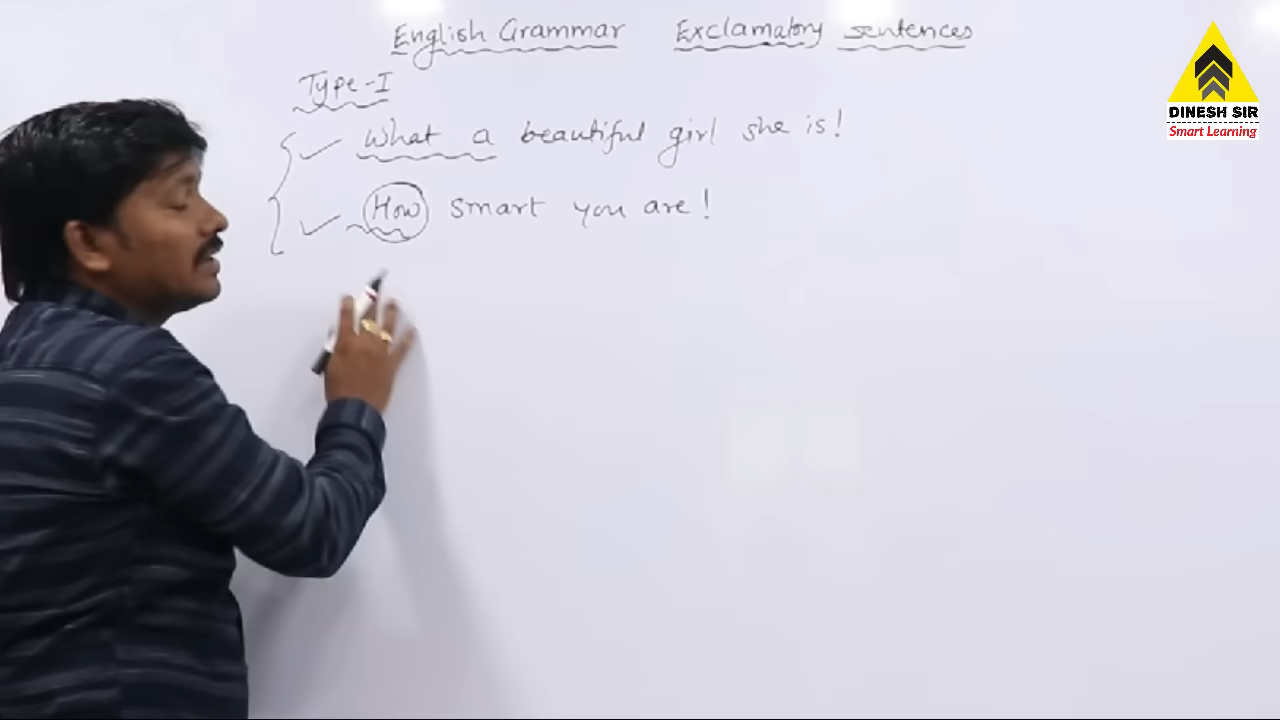 English Grammar Exclamatory sentences
Type-I
What a beautiful girl she is!
How smart you are!
DINESH SIR
Smart Learning